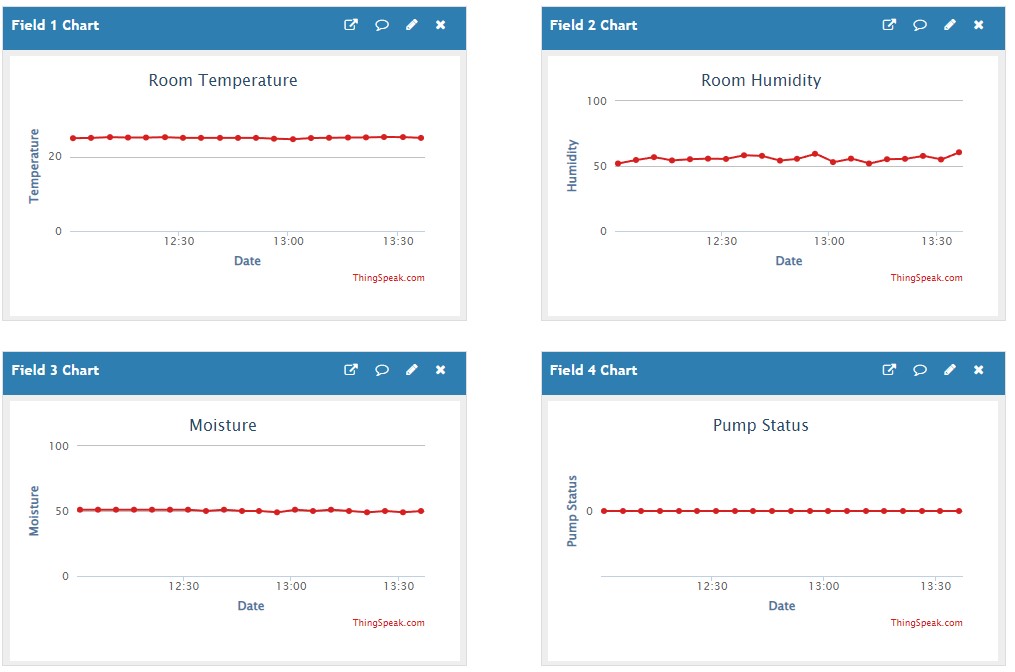 Field 1 Chart
Room Temperature
Temperature
20
0
12:30 13:00 13:30
Date
ThingSpeak.com
Field 2 Chart
Room Humidity
Humidity
100
50
0
12:30 13:00 13:30
Date
ThingSpeak.com
Field 3 Chart
Moisture
Moisture
100
50
0
12:30 13:00 13:30
Date
ThingSpeak.com
Field 4 Chart
Pump Status
Pump Status
0
12:30 13:00 13:30
Date
ThingSpeak.com